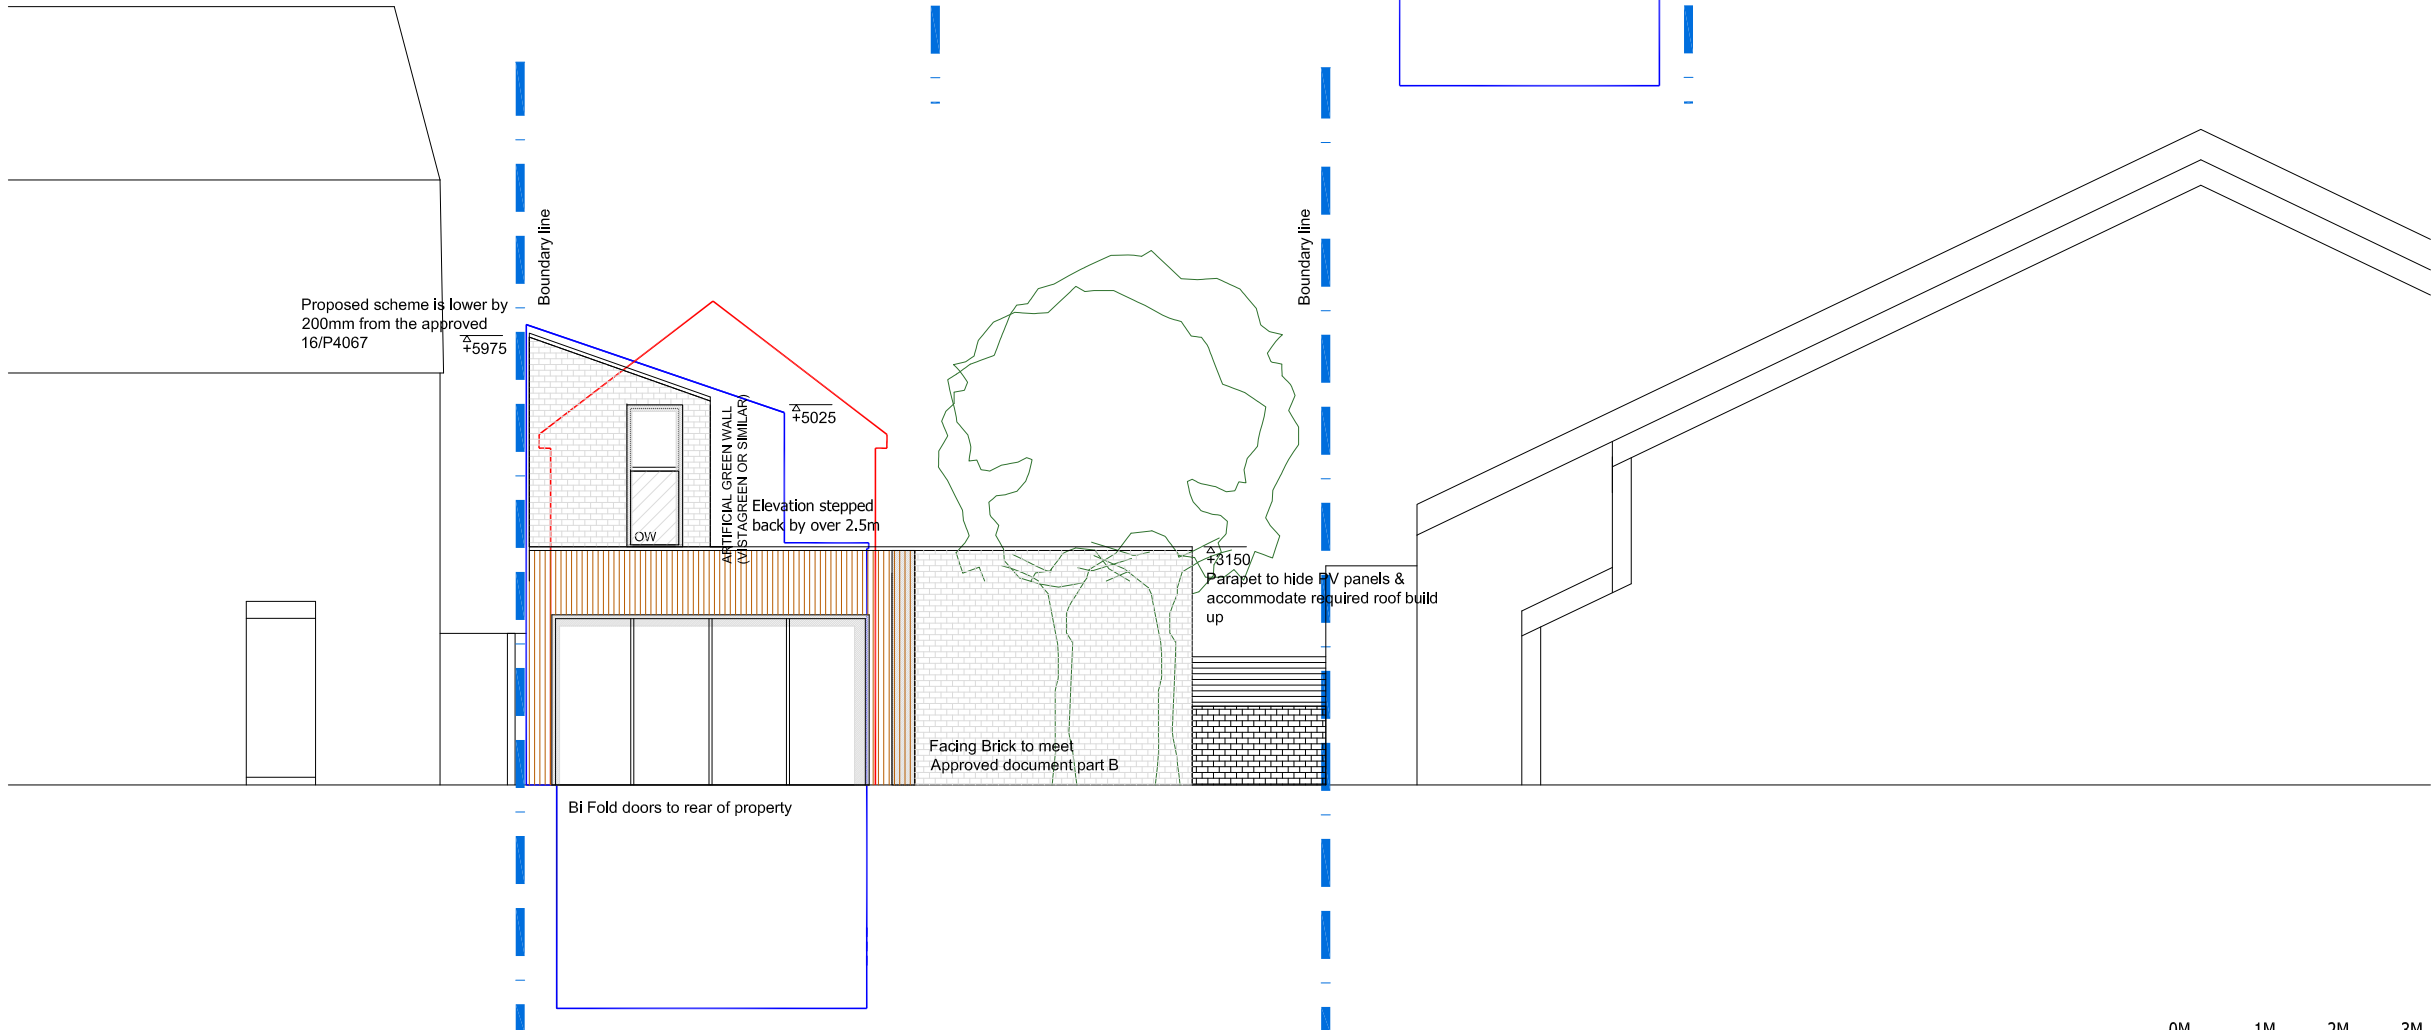 Boundary line
Boundary line
Proposed scheme is lower by
200mm from the approved
16/P4067
+5975
+5025
ARTIFICIAL GREEN WALL
(VISTAGREEN OR SIMILAR)
Elevation stepped
back by over 2.5m
OW
+3150
Parapet to hide PV panels &
accommodate required roof build
up
Facing Brick to meet
Approved document part B
Bi Fold doors to rear of property
0M 1M 2M 3M